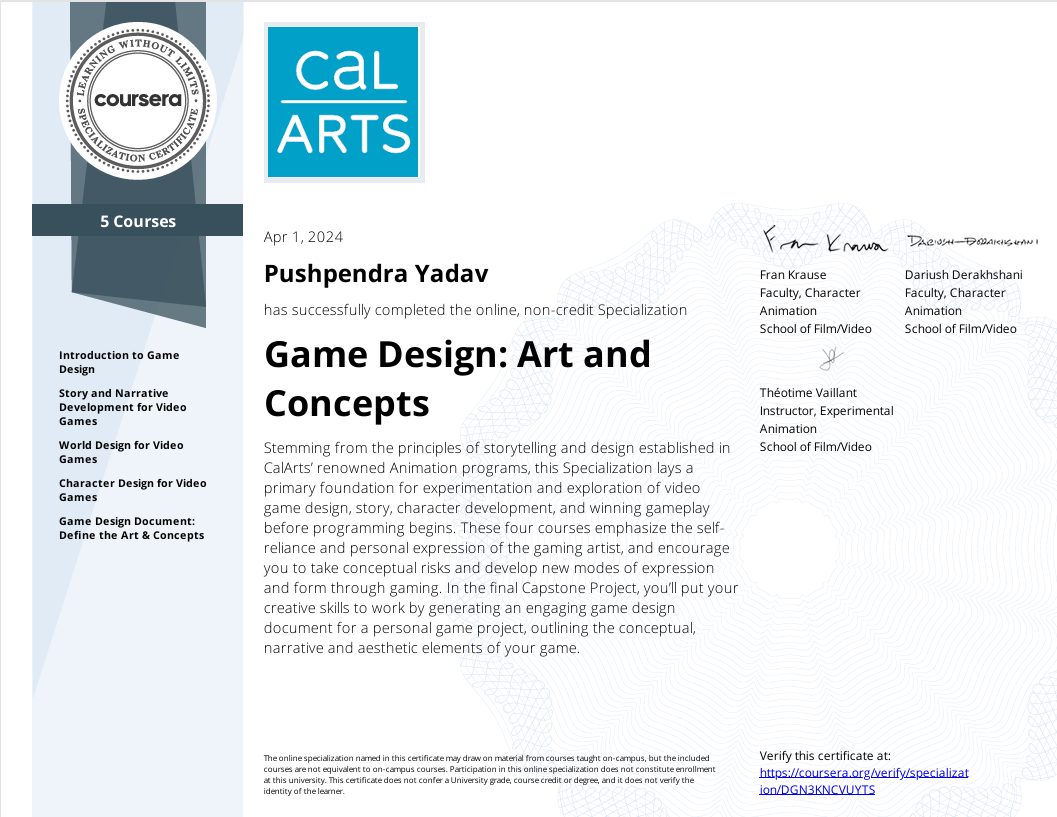 LEARNING WITHOUT LIMITS
coursera
SPECIALIZATION CERTIFICATE
5 Courses
Introduction to Game
Design
Story and Narrative
Development for Video
Games
World Design for Video
Games
Character Design for Video
Games
Game Design Document:
Define the Art & Concepts
CaL
ARTS
Apr 1, 2024
Pushpendra Yadav
has successfully completed the online, non-credit Specialization
Game Design: Art and
Concepts
Stemming from the principles of storytelling and design established in
CalArts’ renowned Animation programs, this Specialization lays a
primary foundation for experimentation and exploration of video
game design, story, character development, and winning gameplay
before programming begins. These four courses emphasize the self-
reliance and personal expression of the gaming artist, and encourage
you to take conceptual risks and develop new modes of expression
and form through gaming. In the final Capstone Project, you’ll put your
creative skills to work by generating an engaging game design
document for a personal game project, outlining the conceptual,
narrative and aesthetic elements of your game.
Fran Krause
Fran Krause
Faculty, Character
Animation
School of Film/Video
DARIUSH DERAKHSHANI
Dariush Derakhshani
Faculty, Character
Animation
School of Film/Video
Théotime Vaillant
Instructor, Experimental
Animation
School of Film/Video
The online specialization named in this certificate may draw on material from courses taught on-campus, but the included
courses are not equivalent to on-campus courses. Participation in this online specialization does not constitute enrollment
at this university. This certificate does not confer a University grade, course credit or degree, and it does not verify the
identity of the learner.
Verify this certificate at:
https://coursera.org/verify/specializat
ion/DGN3KNCVUYTS